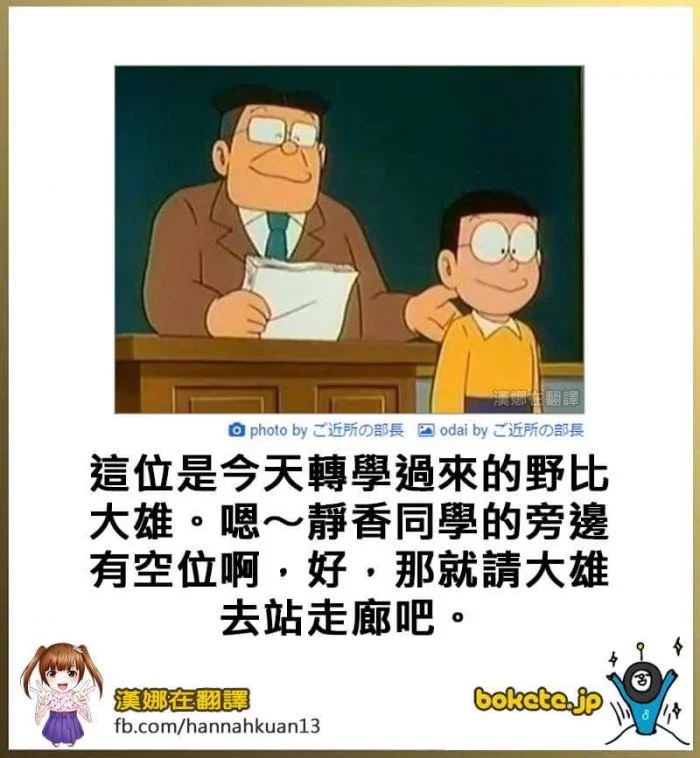 漢娜在翻譯
photo by ご近所の部長 odai by ご近所の部長
這位是今天轉學過來的野比
大雄。嗯～靜香同學的旁邊
有空位啊，好，那就請大雄
去站走廊吧。
漢娜在翻譯
fb.com/hannahkuan13
bokete.jp